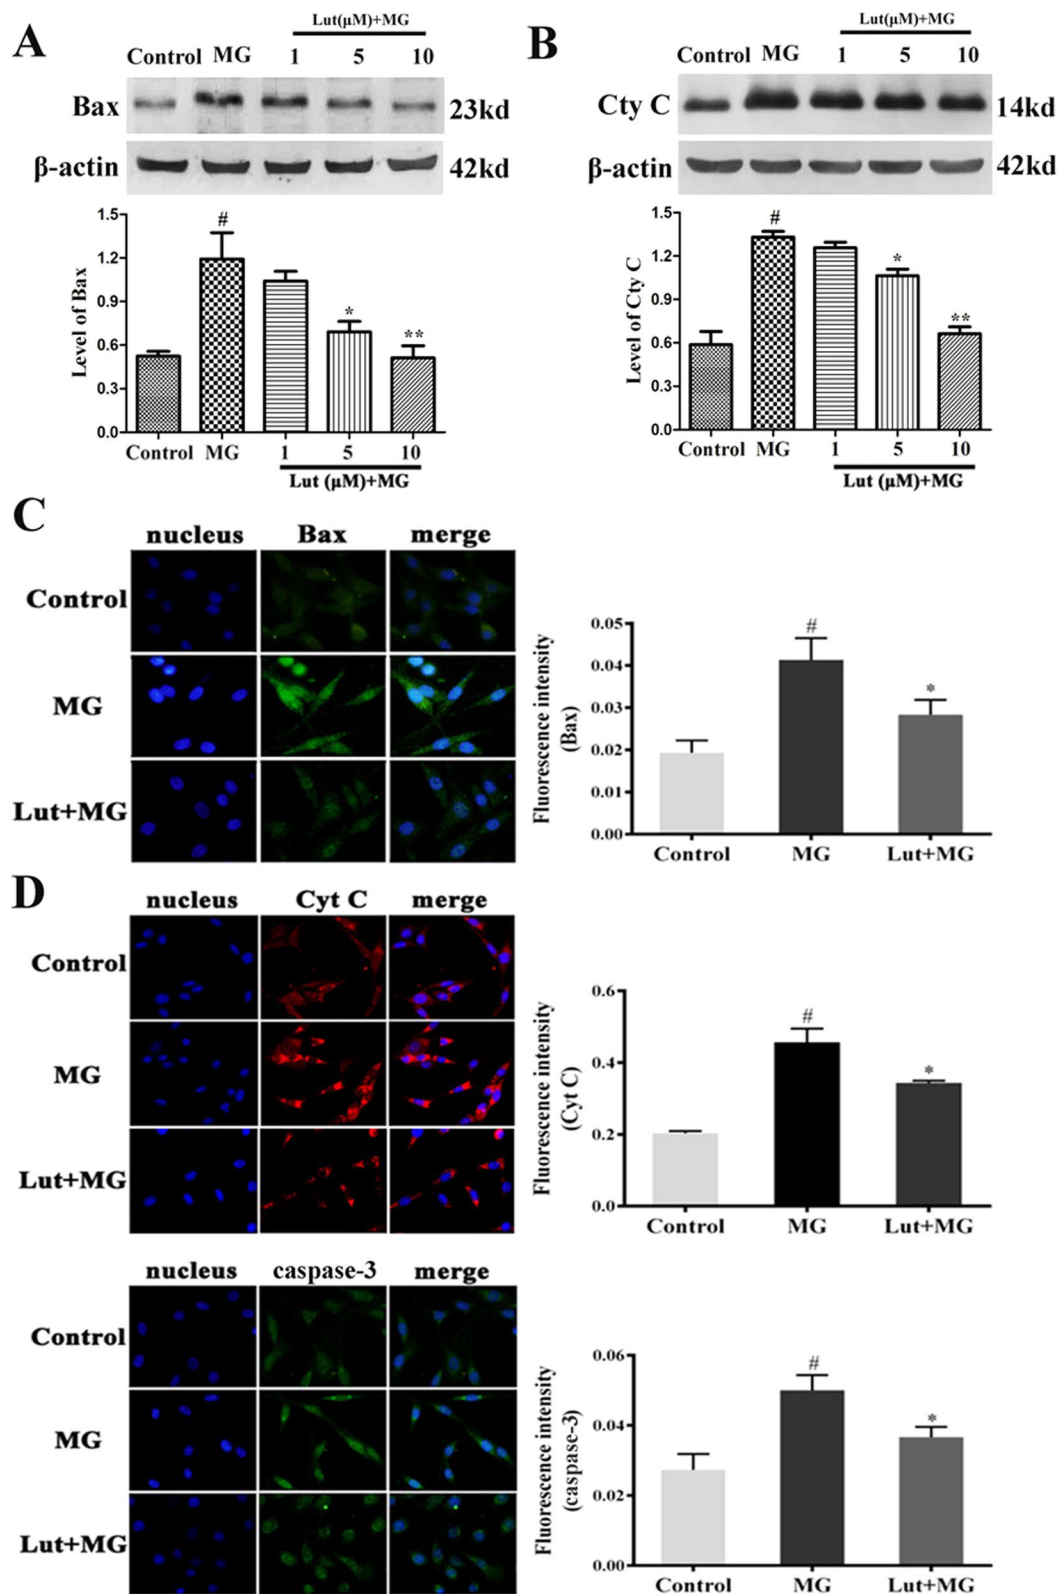 A
Lut(μM)+MG
Control MG 1 5 10
Bax 23kd
β-actin 42kd
1.5
#
1.2
0.9
*
0.6
**
0.3
0.0
Level of Bax
Control MG 1 5 10
Lut (μM)+MG
B
Lut(μM)+MG
Control MG 1 5 10
Cty C 14kd
β-actin 42kd
1.5
#
1.2
*
0.9
**
0.6
0.3
0.0
Level of Cty C
Control MG 1 5 10
Lut (μM)+MG
C
nucleus Bax merge
Control
MG
Lut+MG
Fluorescence intensity
(Bax)
0.05
#
0.04
*
0.03
0.02
0.01
0.00
Control MG Lut+MG
D
nucleus Cyt C merge
Control
MG
Lut+MG
Fluorescence intensity
(Cyt C)
0.6
#
0.4
*
0.2
0.0
Control MG Lut+MG
nucleus caspase-3 merge
Control
MG
Lut+MG
Fluorescence intensity
(caspase-3)
0.06
#
0.04
*
0.02
0.00
Control MG Lut+MG